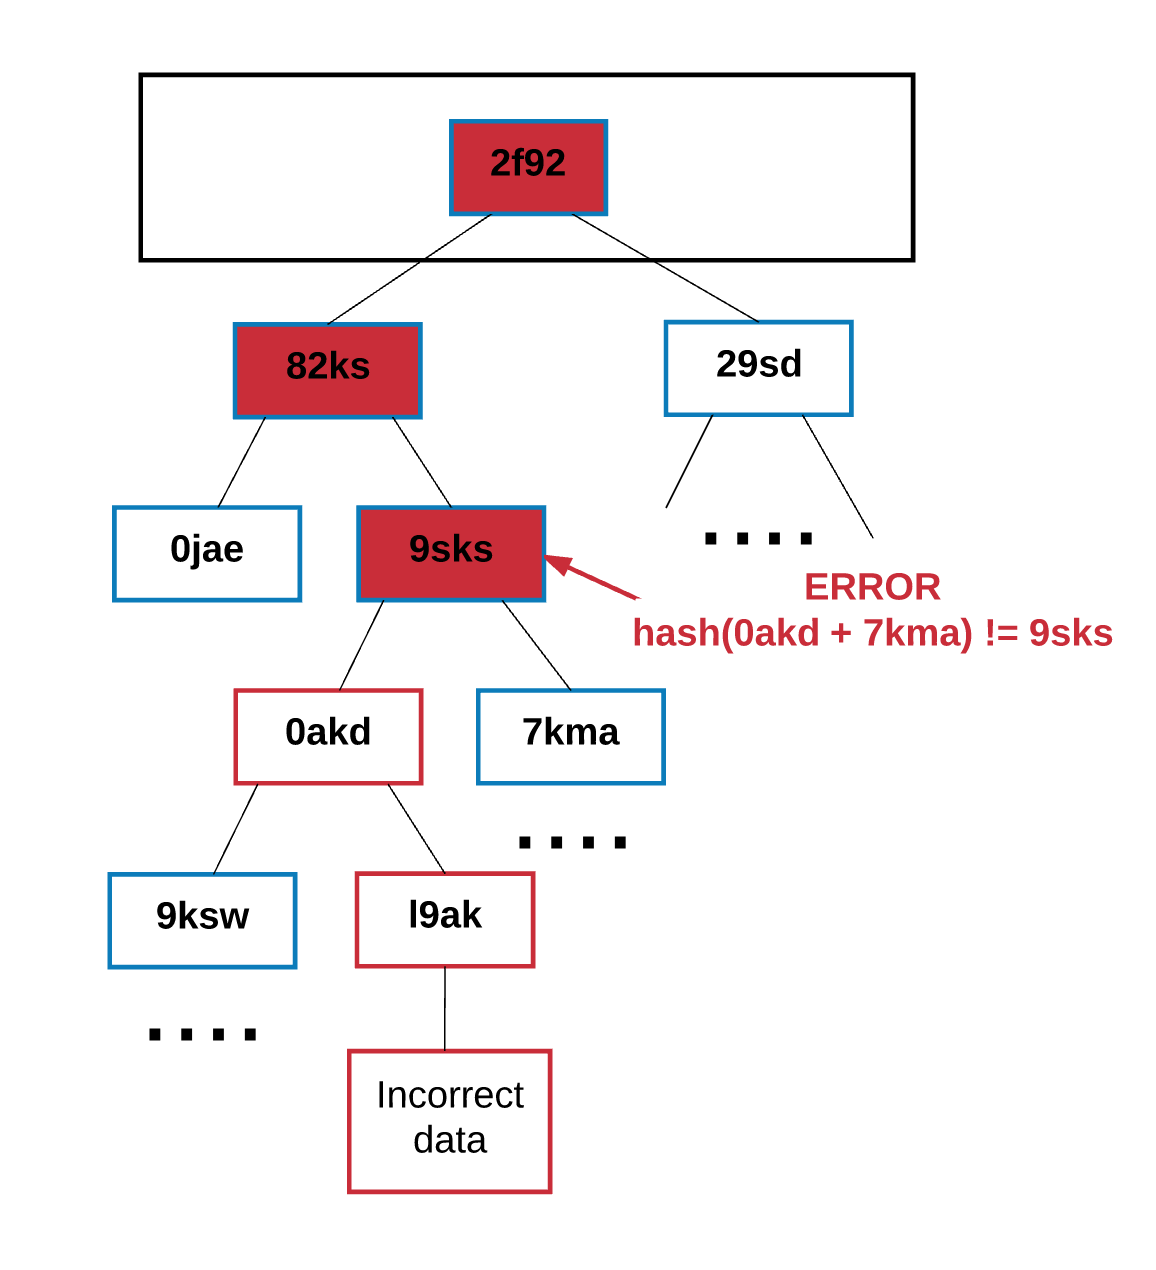 2f92
82ks
29sd
0jae
9sks
....
ERROR
hash(0akd + 7kma) != 9sks
0akd
7kma
....
9ksw
l9ak
....
Incorrect
data